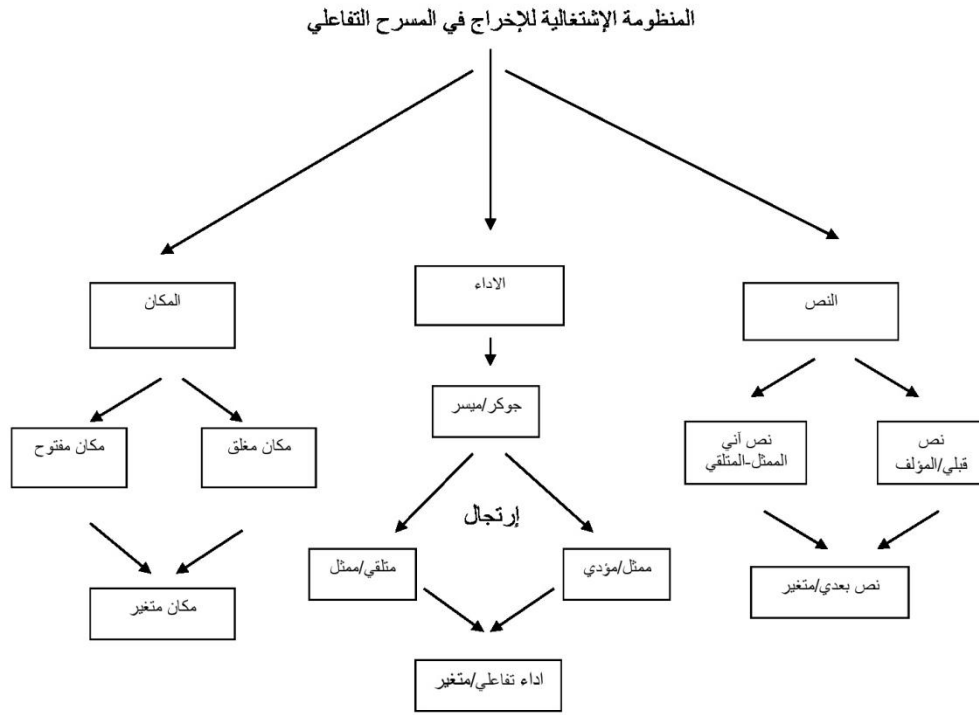 المنظومة الإشتغالية للإخراج في المسرح التفاعلي
النص
الاداء
المكان
نص
قبلي/المؤلف
نص أني
الممثل-المتلقي
جوكر/ميسر
مكان مغلق
مكان مفتوح
إرتجال
نص بعدي/متغير
ممثل/مؤدي
متلقي/ممثل
مكان متغير
اداء تفاعلي/متغير